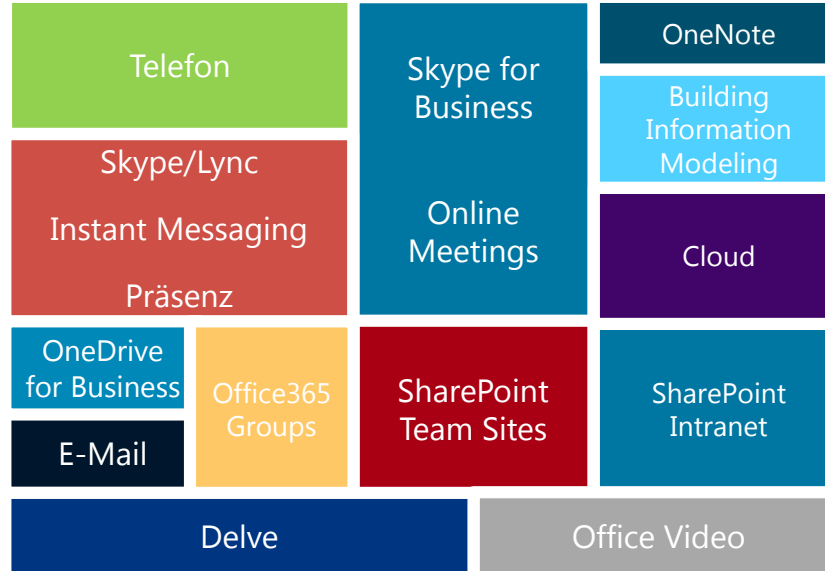 Telefon
Skype/Lync
Instant Messaging
Präsenz
Skype for
Business
Online
Meetings
OneNote
Building
Information
Modeling
Cloud
OneDrive
for Business
E-Mail
Office365
Groups
SharePoint
Team Sites
SharePoint
Intranet
Delve
Office Video